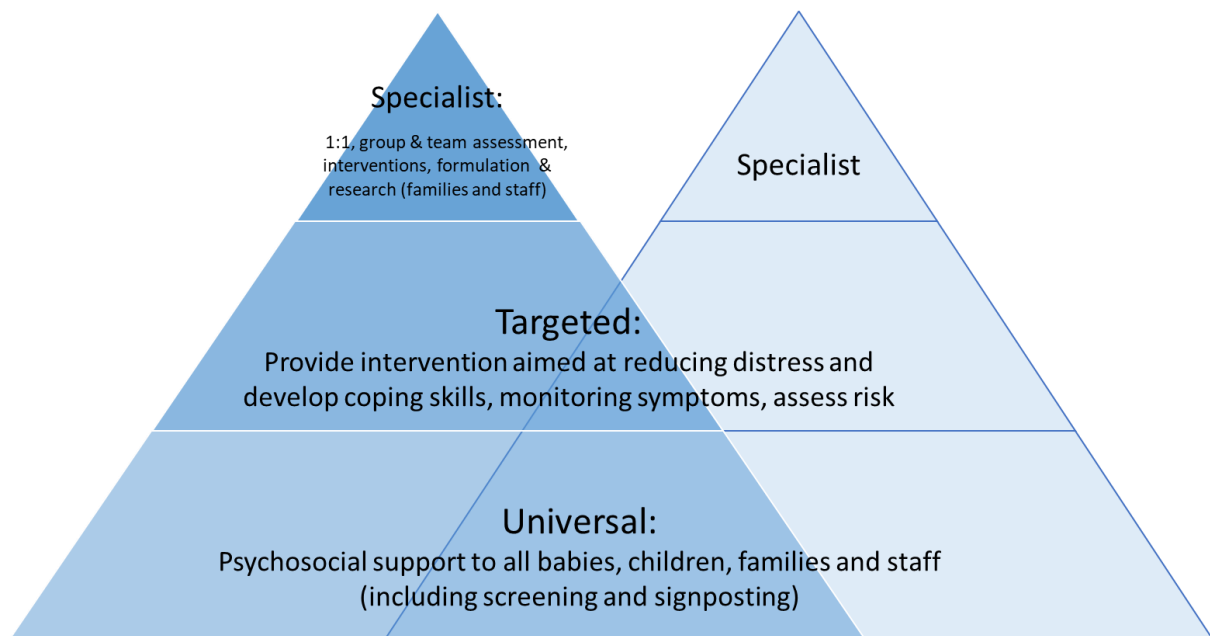 Specialist:
1:1, group & team assessment,
interventions, formulation &
research (families and staff)
Specialist
Targeted:
Provide intervention aimed at reducing distress and
develop coping skills, monitoring symptoms, assess risk
Universal:
Psychosocial support to all babies, children, families and staff
(including screening and signposting)